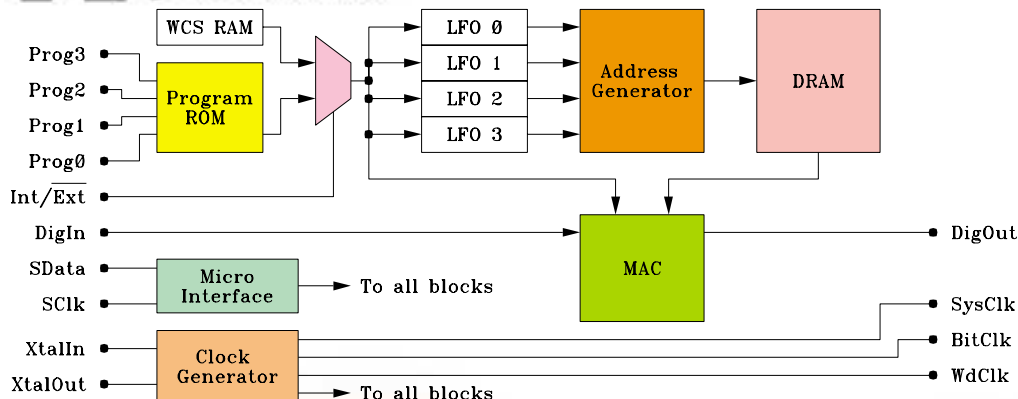 WCS RAM
LFO 0
LFO 1
LFO 2
LFO 3
Prog3
Prog2
Prog1
Prog0
Program
ROM
Address
Generator
DRAM
Int/Ext
DigIn
MAC
DigOut
SData
SClk
Micro
Interface
To all blocks
SysClk
BitClk
WdClk
XtalIn
XtalOut
Clock
Generator
To all blocks